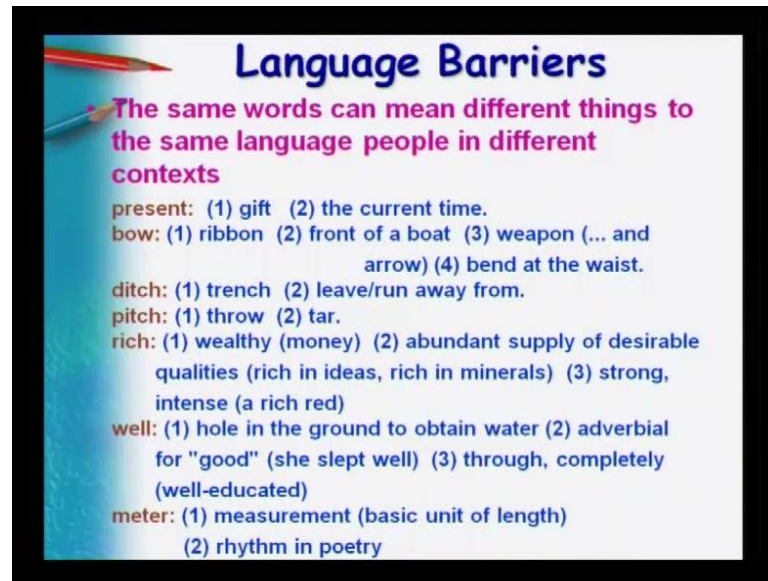 Language Barriers
• The same words can mean different things to
the same language people in different
contexts
present: (1) gift (2) the current time.
bow: (1) ribbon (2) front of a boat (3) weapon (... and
arrow) (4) bend at the waist.
ditch: (1) trench (2) leave/run away from.
pitch: (1) throw (2) tar.
rich: (1) wealthy (money) (2) abundant supply of desirable
qualities (rich in ideas, rich in minerals) (3) strong,
intense (a rich red)
well: (1) hole in the ground to obtain water (2) adverbial
for "good" (she slept well) (3) through, completely
(well-educated)
meter: (1) measurement (basic unit of length)
(2) rhythm in poetry